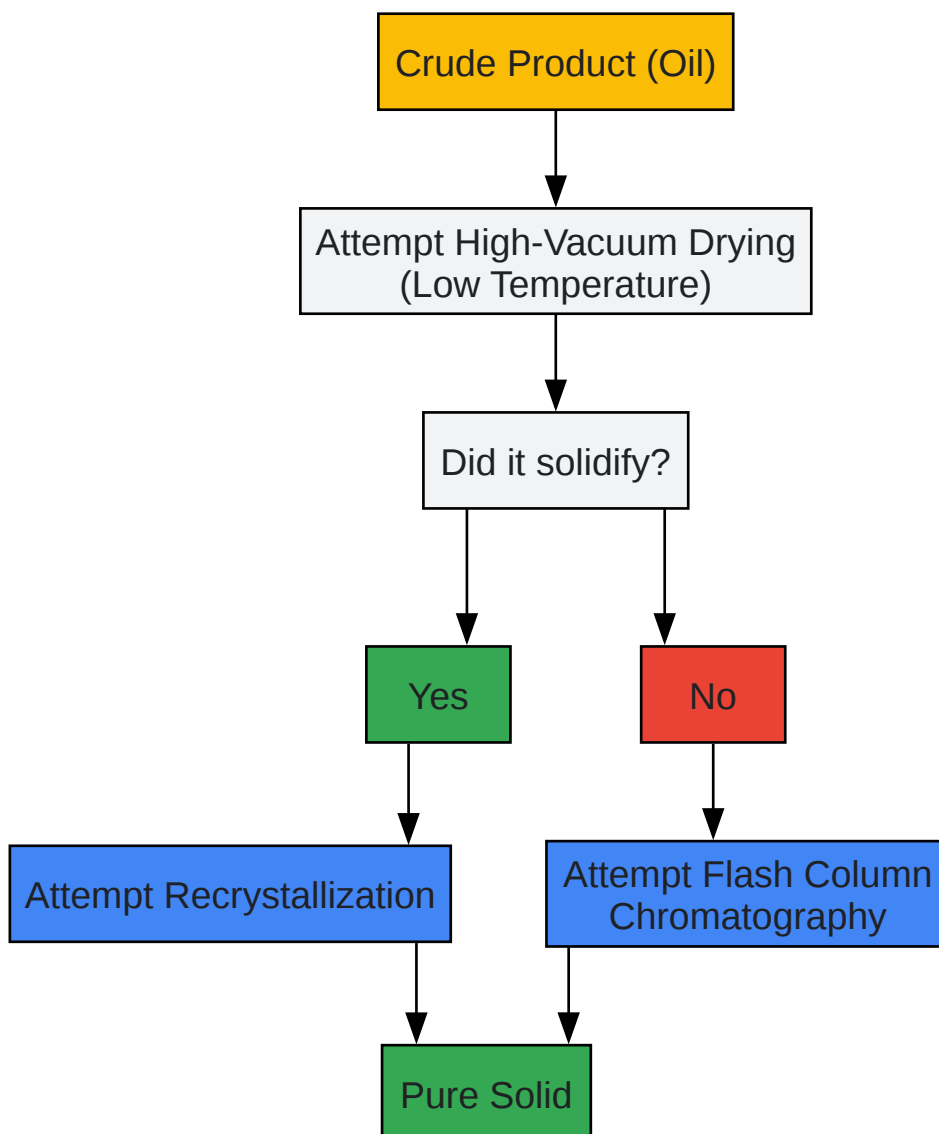 Crude Product (Oil)
Attempt High-Vacuum Drying
(Low Temperature)
Did it solidify?
Yes
No
Attempt Recrystallization
Attempt Flash Column
Chromatography
Pure Solid